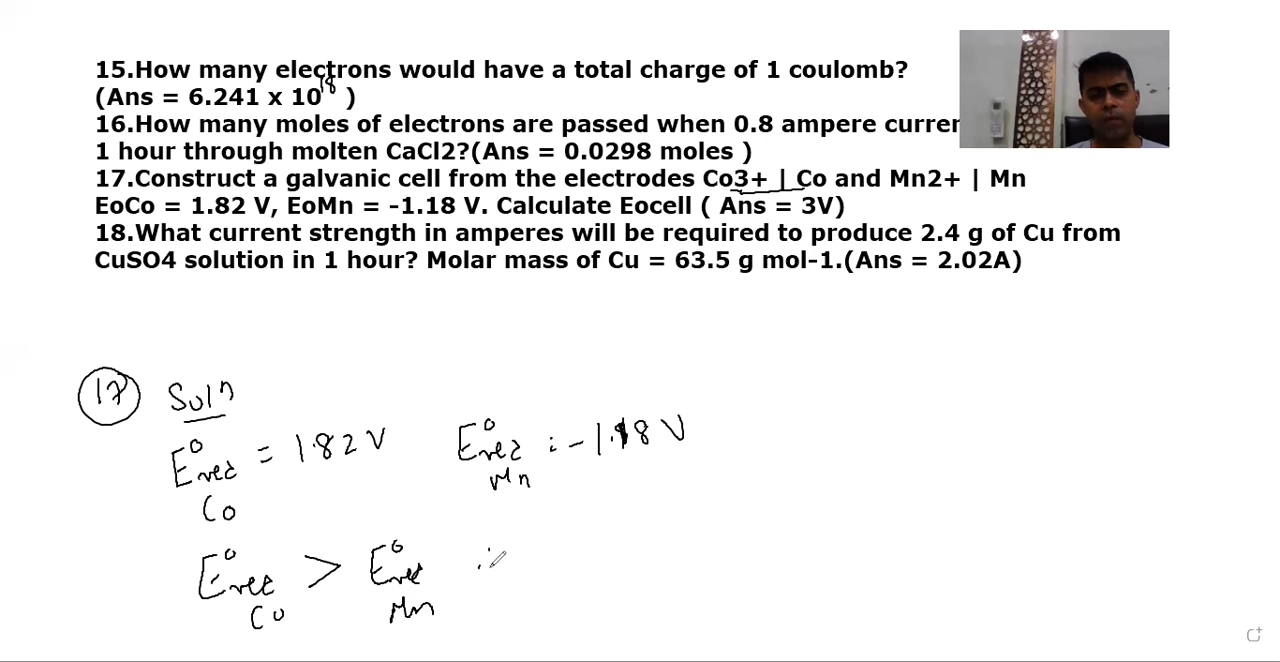 15.How many electrons would have a total charge of 1 coulomb?
(Ans = 6.241 x 10^18 )
16.How many moles of electrons are passed when 0.8 ampere
1 hour through molten CaCl2?(Ans = 0.0298 moles )
17.Construct a galvanic cell from the electrodes Co3+ | Co and Mn2+ | Mn
EoCo = 1.82 V, EoMn = -1.18 V. Calculate Eocell ( Ans = 3V)
18.What current strength in amperes will be required to produce 2.4 g of Cu from
CuSO4 solution in 1 hour? Molar mass of Cu = 63.5 g mol-1.(Ans = 2.02A)
17 Soln
E° red Co = 1.82 V E° red Mn = -1.18 V
E° red Co > E° red Mn ∴